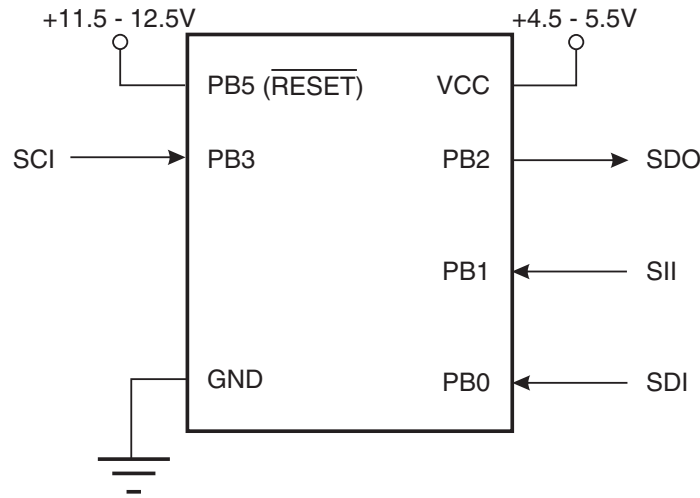 +11.5 - 12.5V
+4.5 - 5.5V
PB5 (RESET)
VCC
SCI
PB3
PB2
SDO
PB1
SII
GND
PB0
SDI